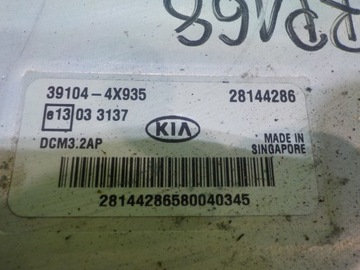 39104-4X935
28144286
e13 03 3137
KIA
DCM3.2AP
MADE IN
SINGAPORE
28144286580040345